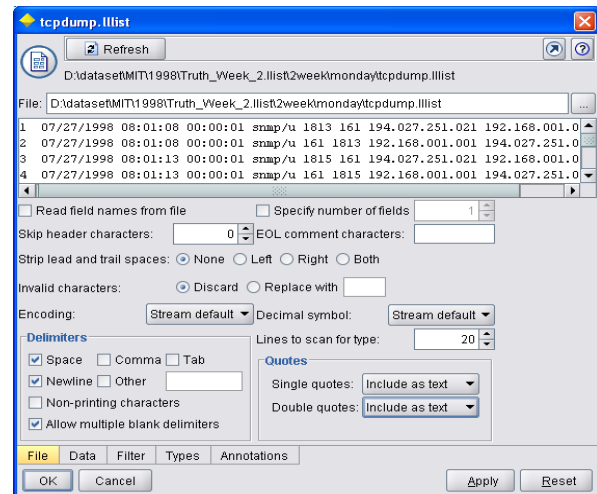 tcpdump.lllist
Refresh
D:\dataset\MIT\1998\Truth_Week_2.llist\2week\monday\tcpdump.lllist
File: D:\dataset\MIT\1998\Truth_Week_2.llist\2week\monday\tcpdump.lllist ...
1 07/27/1998 08:01:08 00:00:01 snmp/u 1813 161 194.027.251.021 192.168.001.0
2 07/27/1998 08:01:08 00:00:01 snmp/u 161 1813 192.168.001.001 194.027.251.0
3 07/27/1998 08:01:13 00:00:01 snmp/u 1815 161 194.027.251.021 192.168.001.0
4 07/27/1998 08:01:13 00:00:01 snmp/u 161 1815 192.168.001.001 194.027.251.0
Read field names from file Specify number of fields 1
Skip header characters: 0 EOL comment characters:
Strip lead and trail spaces: None Left Right Both
Invalid characters: Discard Replace with
Encoding: Stream default Decimal symbol: Stream default
Delimiters Lines to scan for type: 20
Space Comma Tab
Newline Other
Non-printing characters
Allow multiple blank delimiters
Quotes
Single quotes: Include as text
Double quotes: Include as text
File Data Filter Types Annotations
OK Cancel Apply Reset